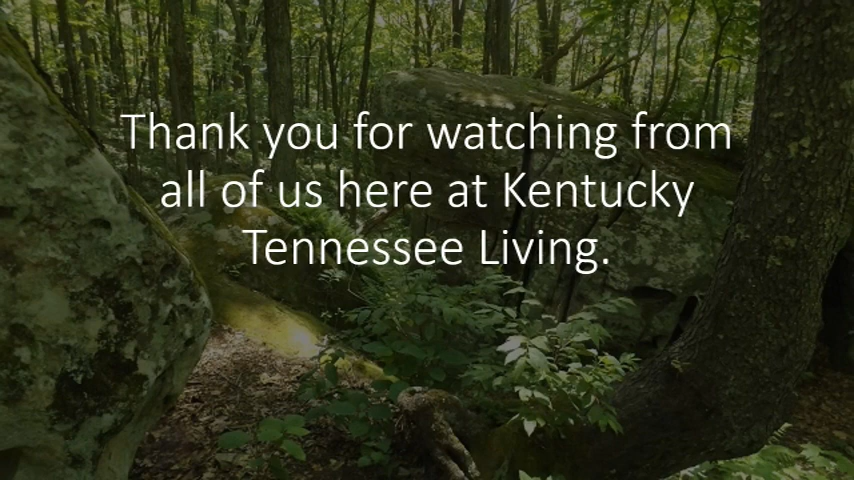 Thank you for watching from
all of us here at Kentucky
Tennessee Living.